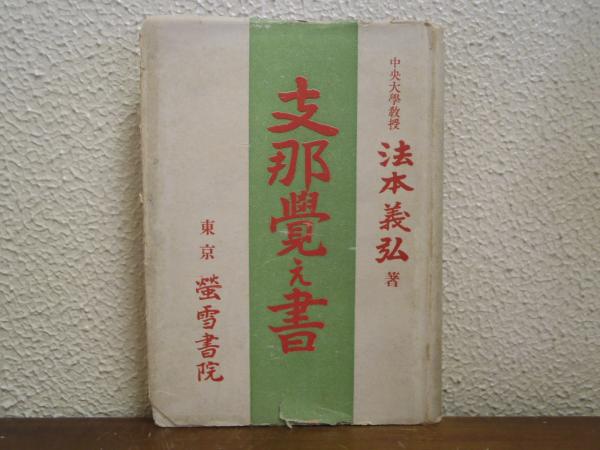 中央大學教授
法本義弘 著
支那覺え書
東京 螢雪書院